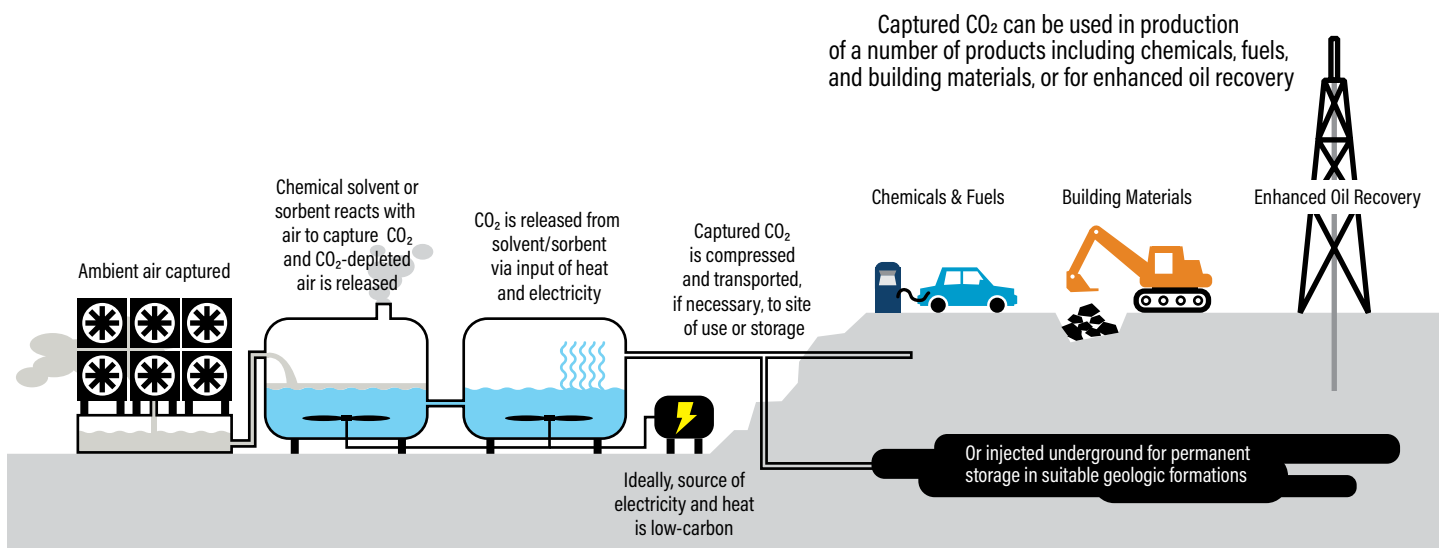 Captured CO₂ can be used in production
of a number of products including chemicals, fuels,
and building materials, or for enhanced oil recovery
Ambient air captured
Chemical solvent or
sorbent reacts with
air to capture CO₂
and CO₂-depleted
air is released
CO₂ is released from
solvent/sorbent
via input of heat
and electricity
Captured CO₂
is compressed
and transported,
if necessary, to site
of use or storage
Chemicals & Fuels
Building Materials
Enhanced Oil Recovery
Ideally, source of
electricity and heat
is low-carbon
Or injected underground for permanent
storage in suitable geologic formations